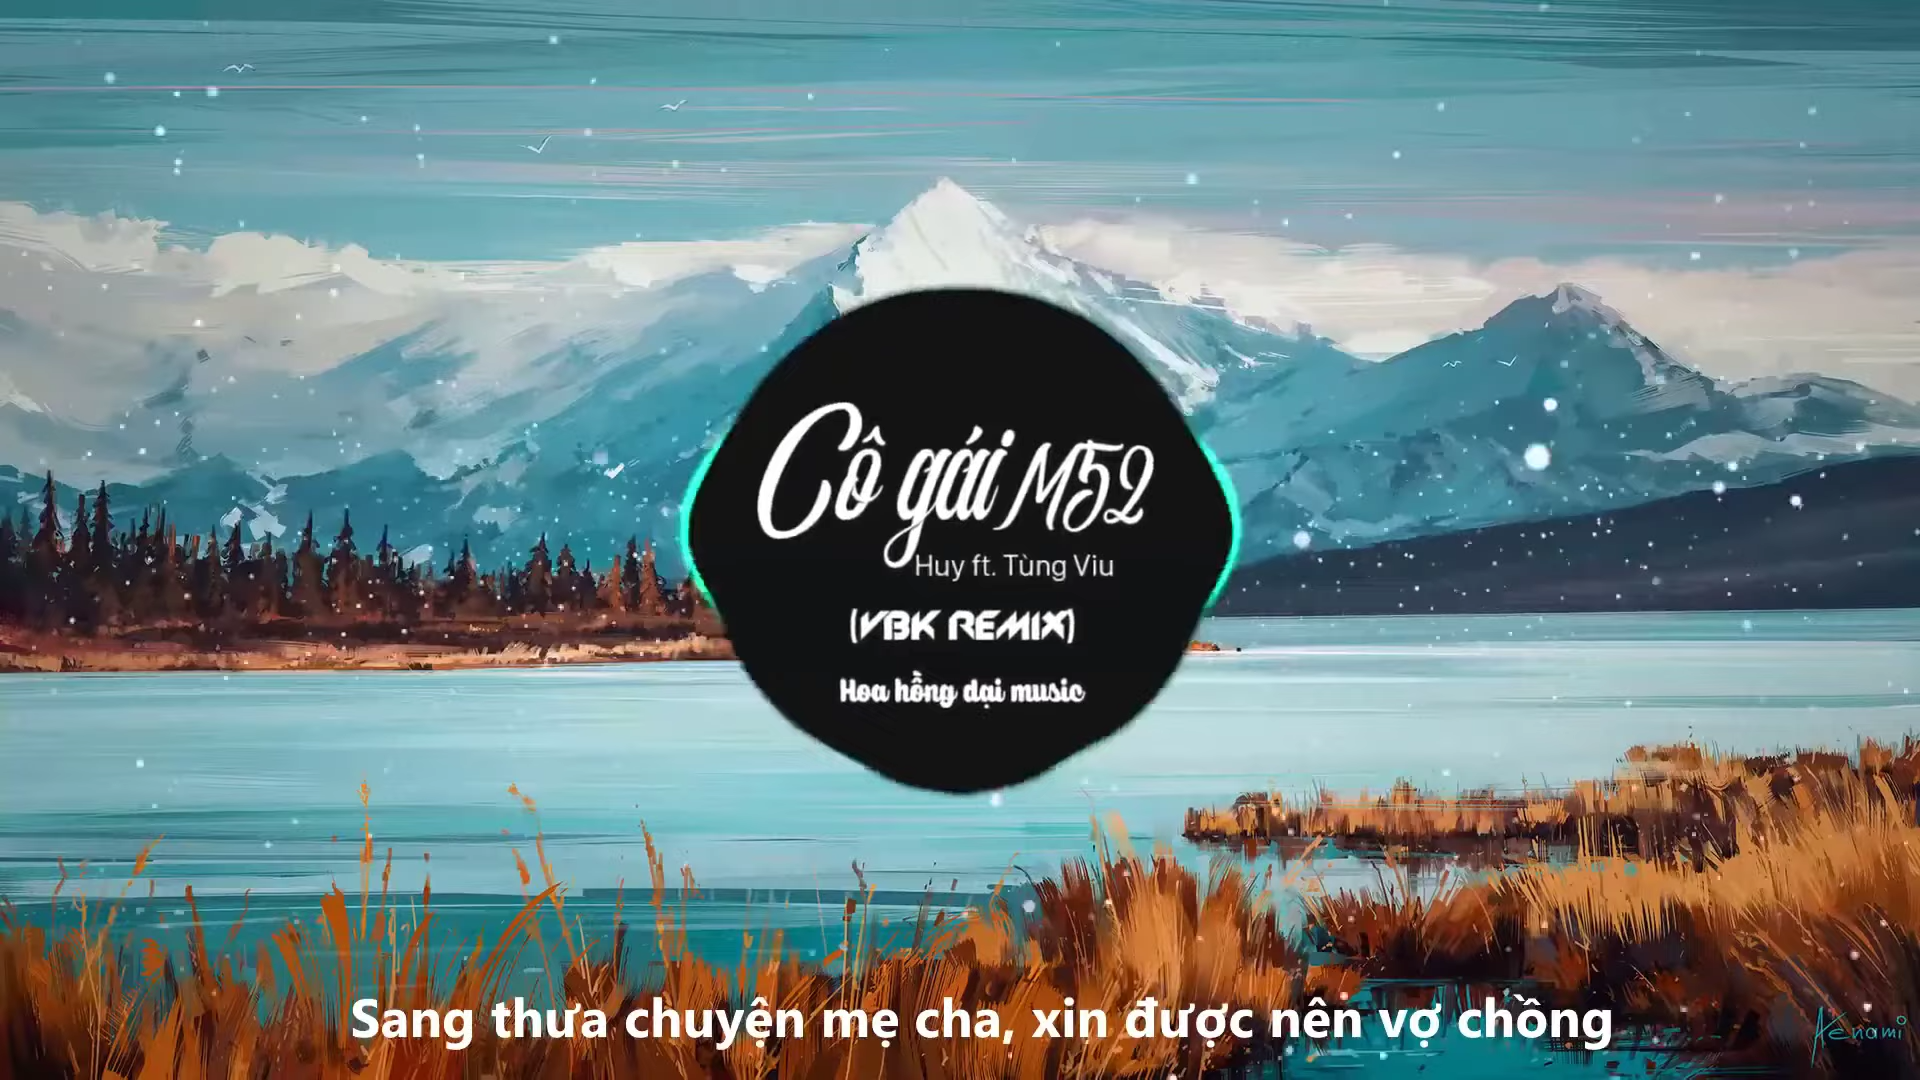 Cô gái M52
Huy ft. Tùng Viu
(VBK REMIX)
Hoa hồng dại music
Sang thưa chuyện mẹ cha, xin được nên vợ chồng
Aenami